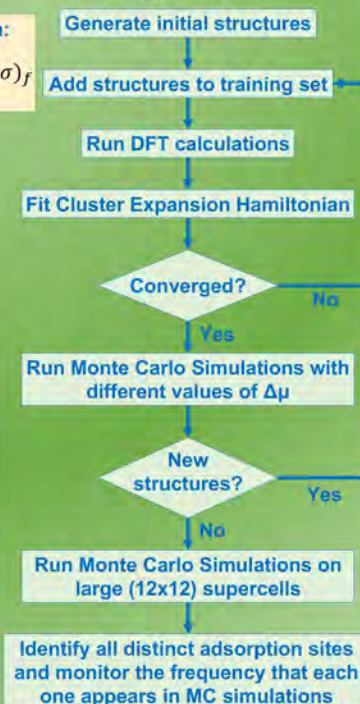 Generate initial structures
σ)f
Add structures to training set
Run DFT calculations
Fit Cluster Expansion Hamiltonian
Converged?
No
Yes
Run Monte Carlo Simulations with
different values of Δμ
New
structures?
Yes
No
Run Monte Carlo Simulations on
large (12x12) supercells
Identify all distinct adsorption sites
and monitor the frequency that each
one appears in MC simulations